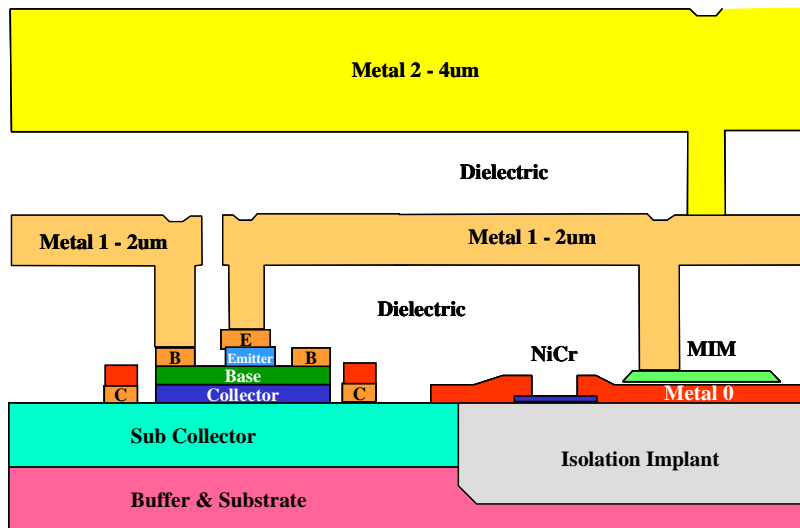 Metal 2 - 4um
Dielectric
Metal 1 - 2um
Metal 1 - 2um
Dielectric
E
B
Emitter
B
NiCr
MIM
Base
C
Collector
C
Metal 0
Sub Collector
Isolation Implant
Buffer & Substrate